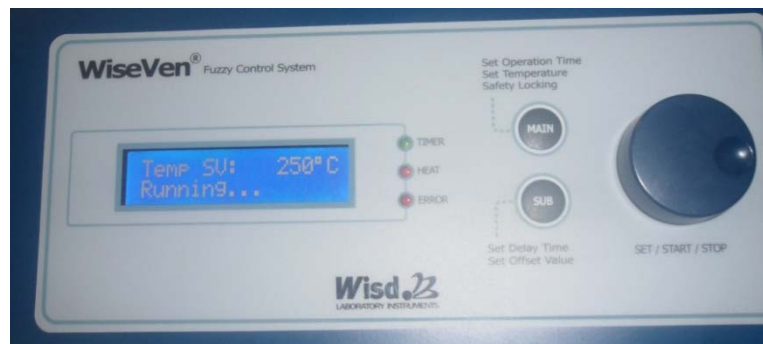 WiseVen® Fuzzy Control System
Temp SV: 250°C
Running...
TIMER
HEAT
ERROR
Set Operation Time
Set Temperature
Safety Locking
MAIN
SUB
Set Delay Time
Set Offset Value
SET / START / STOP
Wisd
LABORATORY INSTRUMENTS